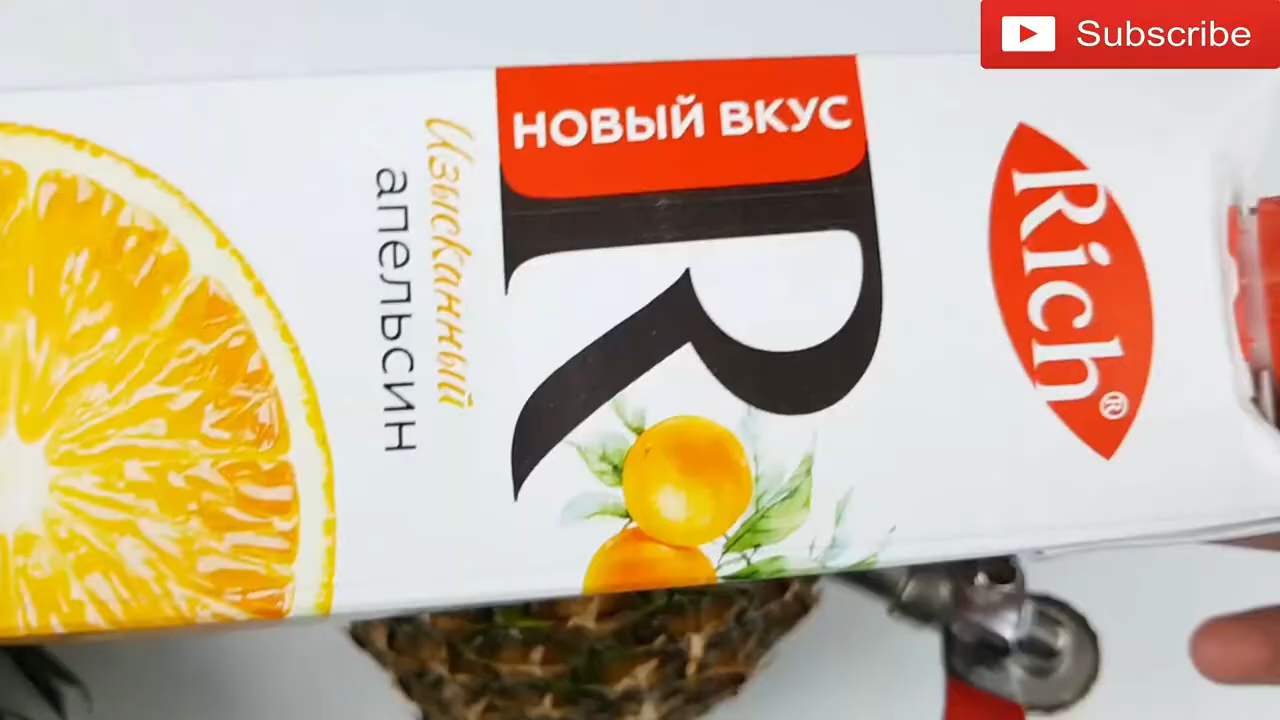 Subscribe
НОВЫЙ ВКУС
Rich®
R
Изысканный
апельсин